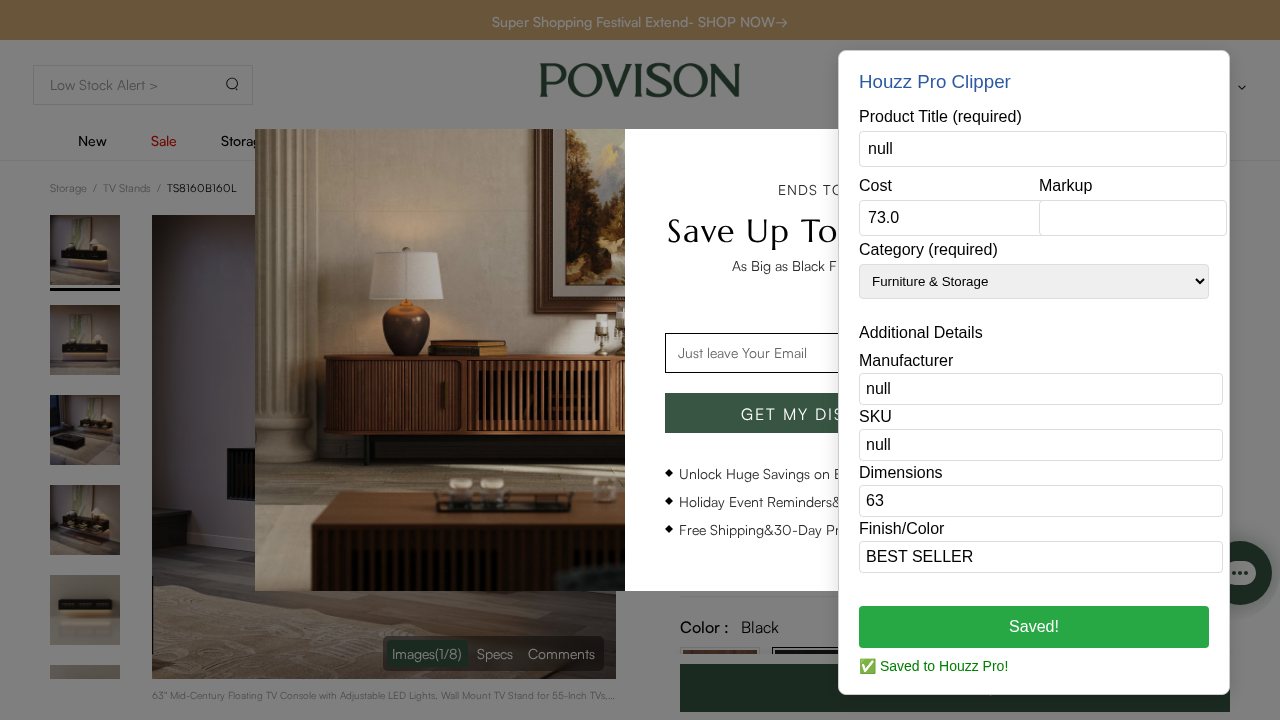 Super Shopping Festival Extend- SHOP NOW→
Low Stock Alert >
POVISON
New
Sale
Storag
Storage / TV Stands / TS8160B160L
ENDS TO
Save Up To
As Big as Black F
Just leave Your Email
GET MY DIS
Unlock Huge Savings on E
Holiday Event Reminders&
Free Shipping&30-Day Pr
Images(1/8)
Specps
Comments
63" Mid-Century Floating TV Console with Adjustable LED Lights, Wall Mount TV Stand for 55-Inch TVs,...
Color : Black
Houzz Pro Clipper
Product Title (required)
null
Cost
Markup
73.0
Category (required)
Furniture & Storage
Additional Details
Manufacturer
null
SKU
null
Dimensions
63
Finish/Color
BEST SELLER
Saved!
✅ Saved to Houzz Pro!